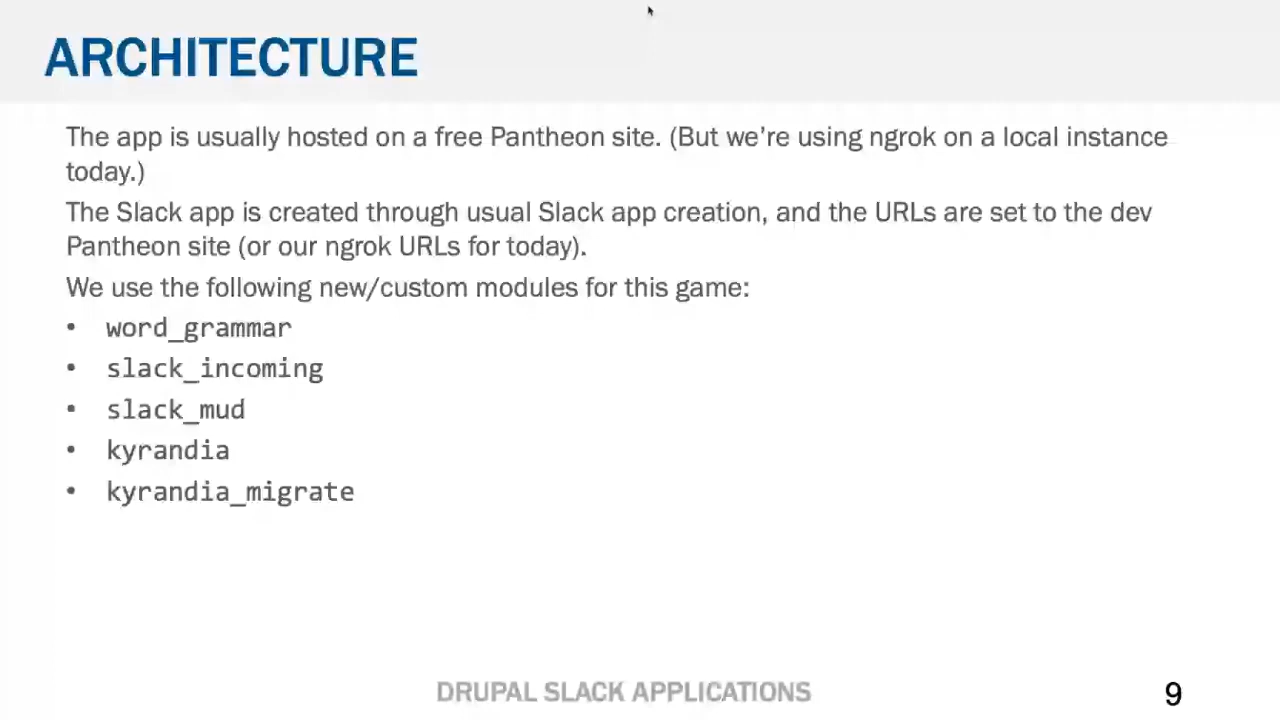 ARCHITECTURE
The app is usually hosted on a free Pantheon site. (But we’re using ngrok on a local instance
today.)
The Slack app is created through usual Slack app creation, and the URLs are set to the dev
Pantheon site (or our ngrok URLs for today).
We use the following new/custom modules for this game:
• word_grammar
• slack_incoming
• slack_mud
• kyrandia
• kyrandia_migrate
DRUPAL SLACK APPLICATIONS
9